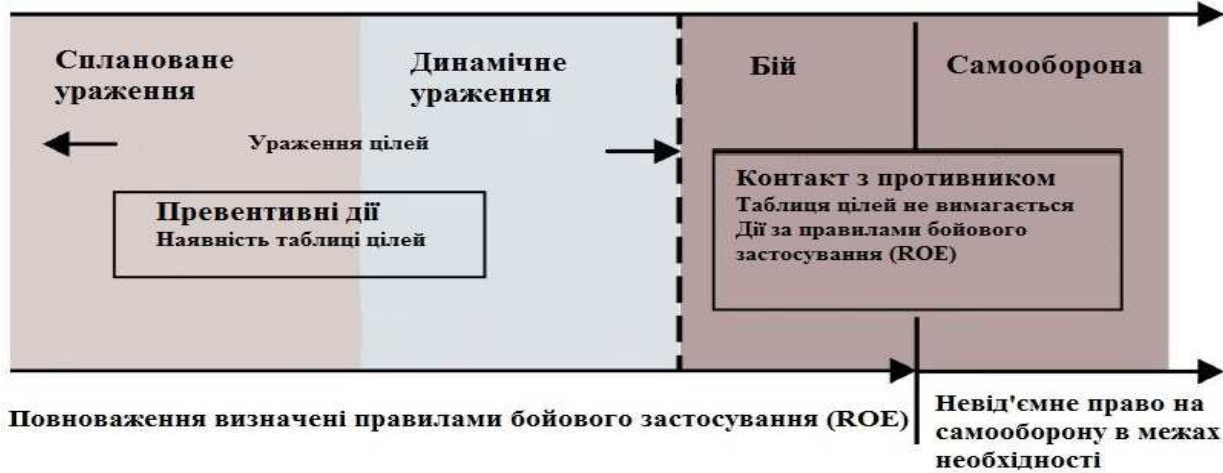 Сплановане
ураження
Динамічне
ураження
Бій
Самооборона
Ураження цілей
Превентивні дії
Наявність таблиці цілей
Контакт з противником
Таблиця цілей не вимагається
Дії за правилами бойового
застосування (ROE)
Повноваження визначені правилами бойового застосування (ROE)
Невід'ємне право на
самооборону в межах
необхідності